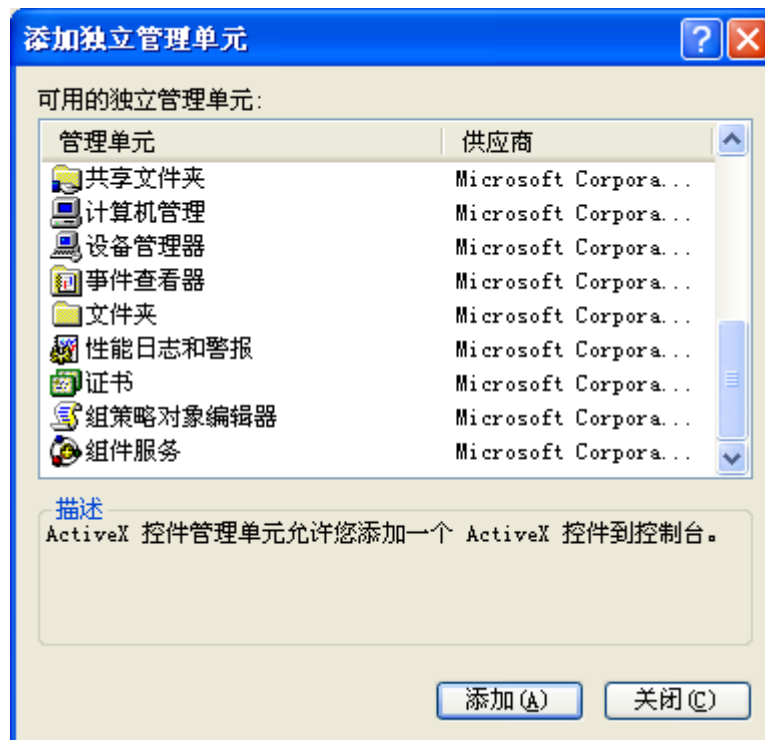 添加独立管理单元
可用的独立管理单元:
管理单元 供应商
共享文件夹 Microsoft Corpora...
计算机管理 Microsoft Corpora...
设备管理器 Microsoft Corpora...
事件查看器 Microsoft Corpora...
文件夹 Microsoft Corpora...
性能日志和警报 Microsoft Corpora...
证书 Microsoft Corpora...
组策略对象编辑器 Microsoft Corpora...
组件服务 Microsoft Corpora...
描述
ActiveX 控件管理单元允许您添加一个 ActiveX 控件到控制台。
添加(A) 关闭(C)